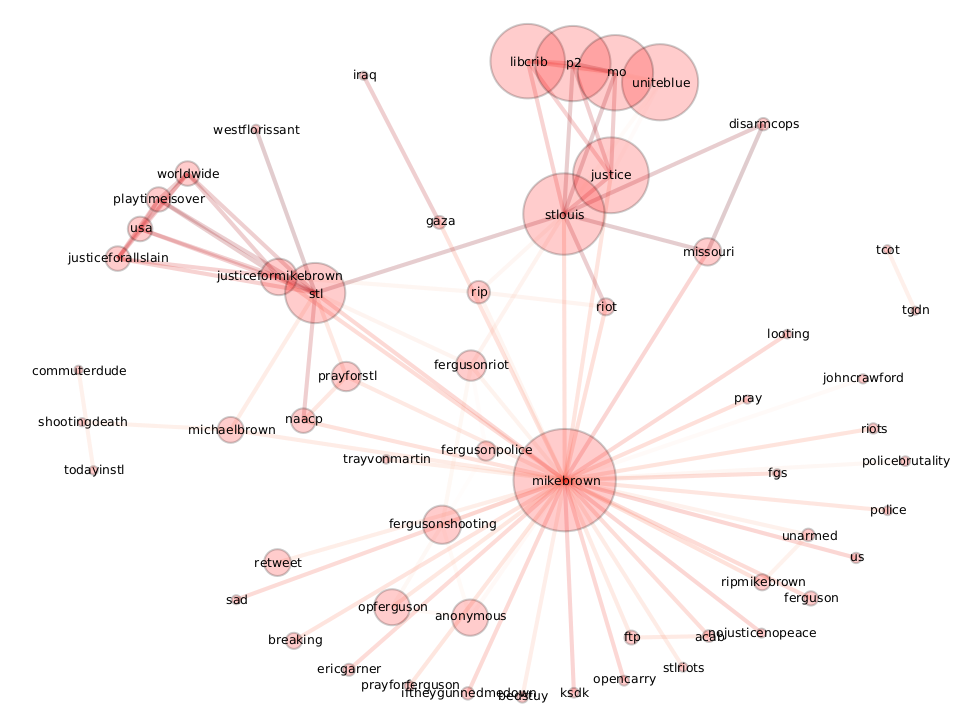 libcrib
p2
mo
uniteblue
iraq
westflorissant
disarmcops
worldwide
justice
playtimeisover
stlouis
gaza
usa
missouri
tcot
justiceforallslain
justiceformikebrown
stl
rip
riot
tgdn
looting
fergusonriot
commuterdude
prayforstl
johncrawford
pray
shootingdeath
naacp
michaelbrown
riots
fergusonpolice
trayvonmartin
policebrutality
todayinstl
fgs
mikebrown
police
fergusonshooting
unarmed
us
retweet
ripmikebrown
sad
ferguson
opferguson
anonymous
breaking
ftp
acab
nojusticenopeace
ericgarner
stlriots
opencarry
prayforferguson
iftheygunnedmedown
bedstuy
ksdk